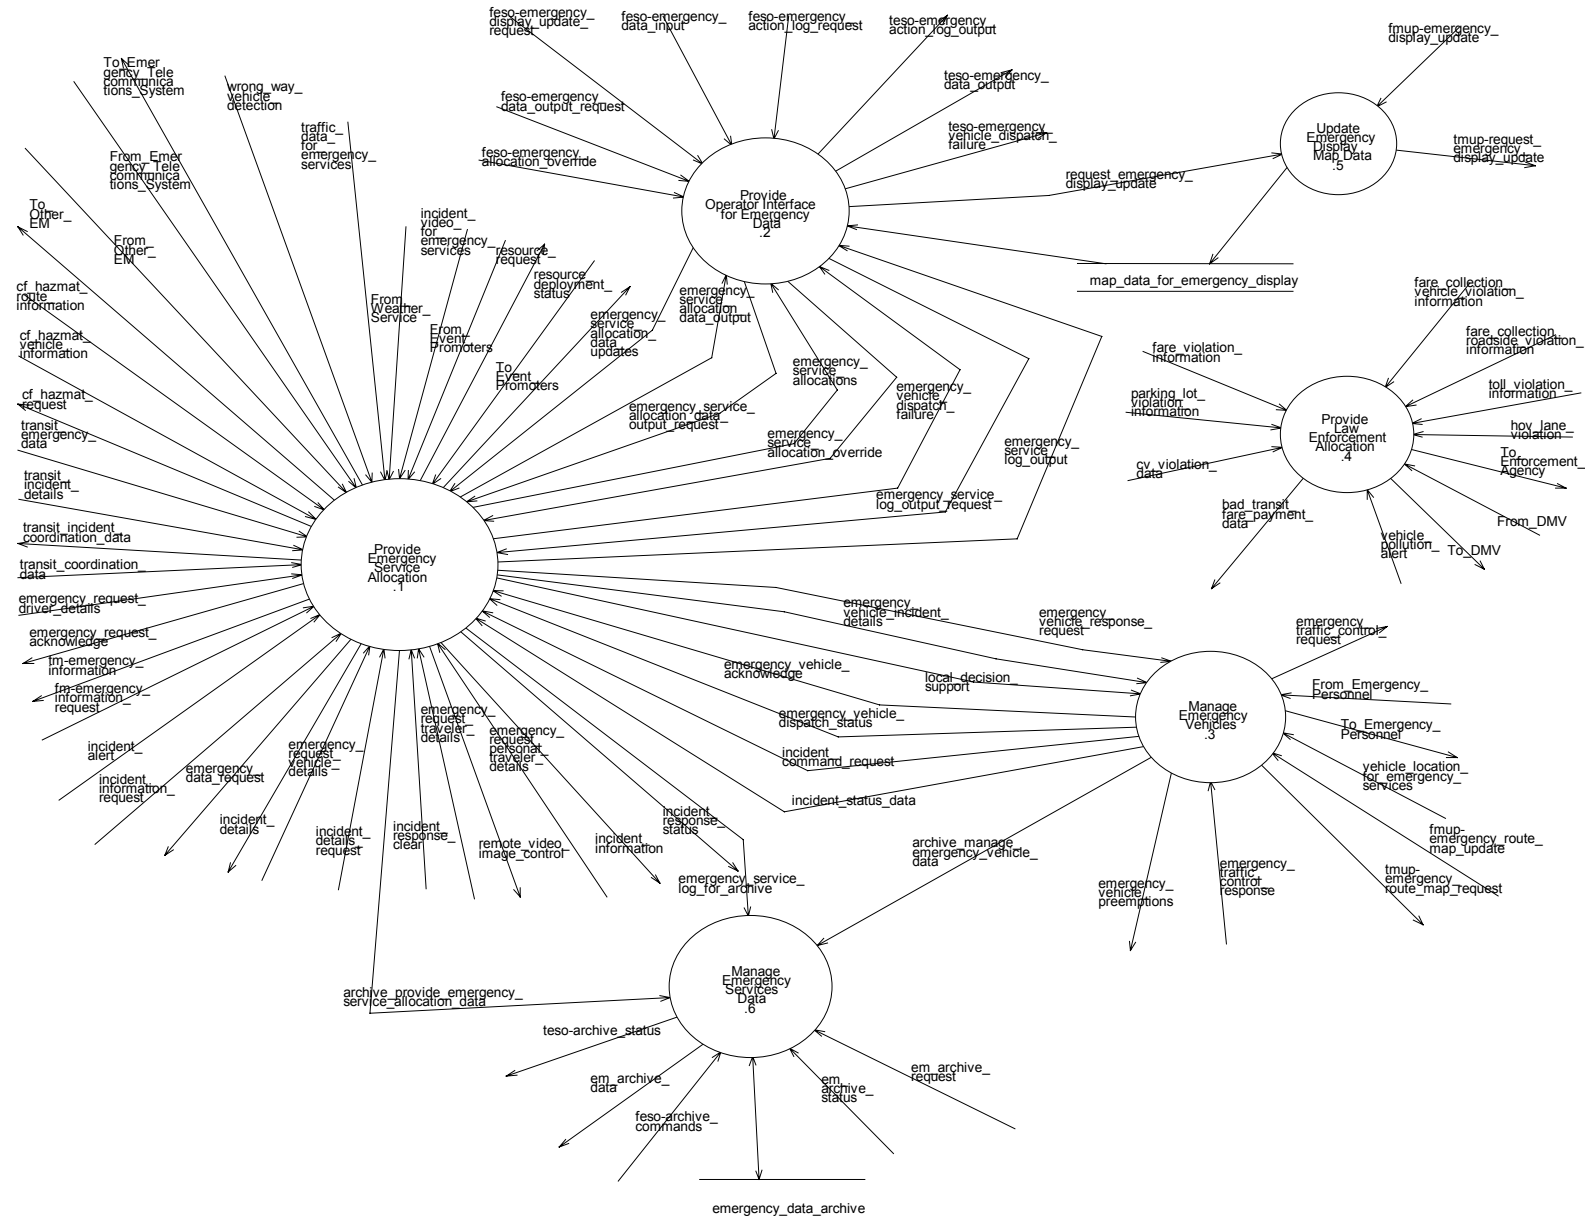 feso-emergency_
display_update_
request
feso-emergency_
data_input
feso-emergency_
action_log_request
teso-emergency_
action_log_output
fmup-emergency_
display_update
To_Emer
gency_Tele
communica
tions_System
wrong_way_
vehicle_
detection
teso-emergency_
data_output
feso-emergency_
data_output_request
traffic_
data_
for_
emergency_
services
teso-emergency_
vehicle_dispatch_
failure
Update
Emergency
Display
Map Data
.5
tmup-request_
emergency_
display_update
From_Emer
gency_Tele
communica
tions_System
feso-emergency_
allocation_override
request_emergency_
display_update
Provide
Operator Interface
for Emergency
Data
.2
To_
Other_
EM
From_
Other_
EM
incident_
video_
for_
emergency_
services
resource_
request
resource_
deployment_
status
map_data_for_emergency_display
cf_hazmat_
route_
information
From_
Weather_
Service
emergency_
service_
allocation_
data_output
emergency_
service_
allocation_
data_
updates
fare_collection_
vehicle_violation_
information
From_
Event_
Promoters
cf_hazmat_
vehicle_
information
fare_violation_
information
fare_collection_
roadside_violation_
information
To_
Event_
Promoters
emergency_
service_
allocations
emergency_
vehicle_
dispatch_
failure
cf_hazmat_
request
parking_lot_
violation_
information
toll_violation_
information
transit_
emergency_
data
emergency_service_
allocation_data_
output_request
emergency_
service_
allocation_override
emergency_
service_
log_output
Provide
Law
Enforcement
Allocation
.4
hov_lane_
violation_
To_
Enforcement_
Agency
cv_violation_
data
transit_
incident_
details
emergency_service_
log_output_request
bad_transit_
fare_payment_
data
From_DMV
transit_incident_
coordination_data
vehicle_
pollution_
alert
To_DMV
Provide
Emergency
Service
Allocation
.1
transit_coordination_
data
emergency_request_
driver_details
emergency_
vehicle_incident_
details
emergency_
vehicle_response_
request
emergency_
traffic_control_
request
emergency_request_
acknowledge
tm-emergency_
information
emergency_vehicle_
acknowledge
local_decision_
support
fm-emergency_
information_
request
From_Emergency_
Personnel
Manage
Emergency
Vehicles
.3
emergency_vehicle_
dispatch_status
To_Emergency_
Personnel
emergency_
request_
traveler_
details
emergency_
request_
personal_
traveler_
details
incident_
alert
emergency_
request_
vehicle_
details
incident_
command_request
emergency_
data_request
vehicle_location_
for_emergency_
services
incident_
information_
request
incident_status_data
incident_
details
incident_
details_
request
incident_
response_
clear
remote_video_
image_control
incident_
information
incident_
response_
status
archive_manage_
emergency_vehicle_
data
fmup-
emergency_route_
map_update
emergency_service_
log_for_archive
emergency_
vehicle_
preemptions
emergency_
traffic_
control_
response
tmup-
emergency_
route_map_request
Manage
Emergency
Services
Data
.6
archive_provide_emergency_
service_allocation_data
teso-archive_status
em_archive_
data
em_
archive_
status
em_archive_
request
feso-archive_
commands
emergency_data_archive